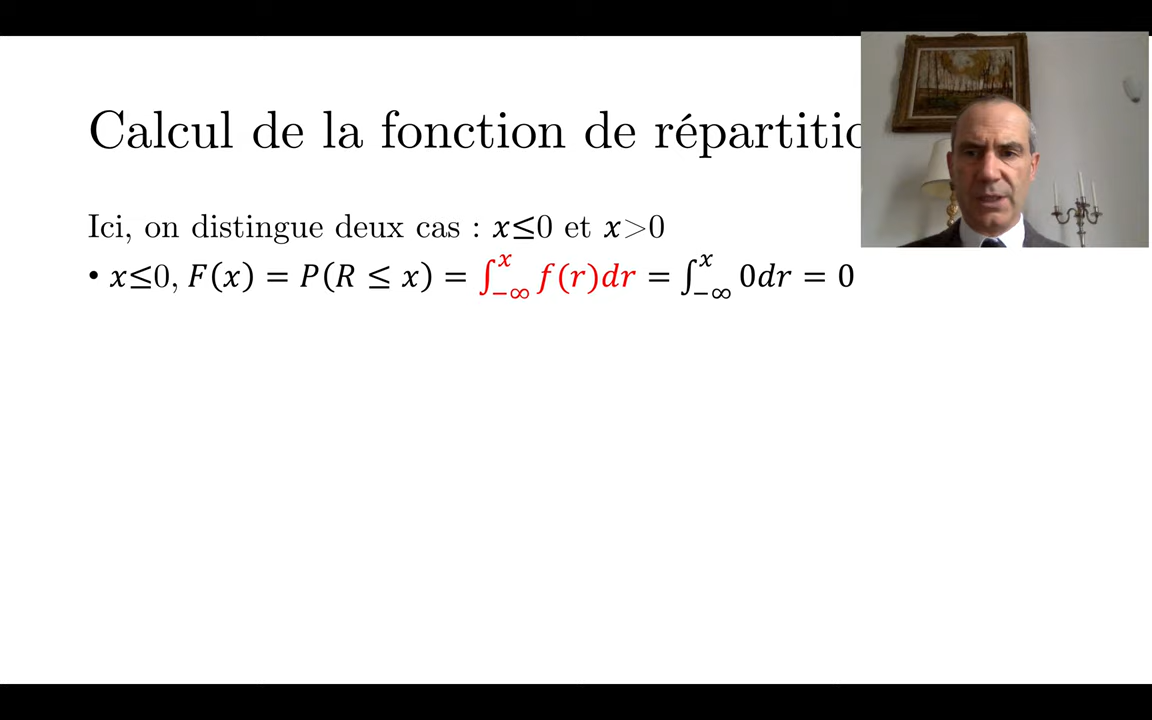 Calcul de la fonction de répartitio
Ici, on distingue deux cas : x≤0 et x>0
• x≤0, F(x) = P(R ≤ x) = ∫_{−∞}^{x} f(r)dr = ∫_{−∞}^{x} 0dr = 0